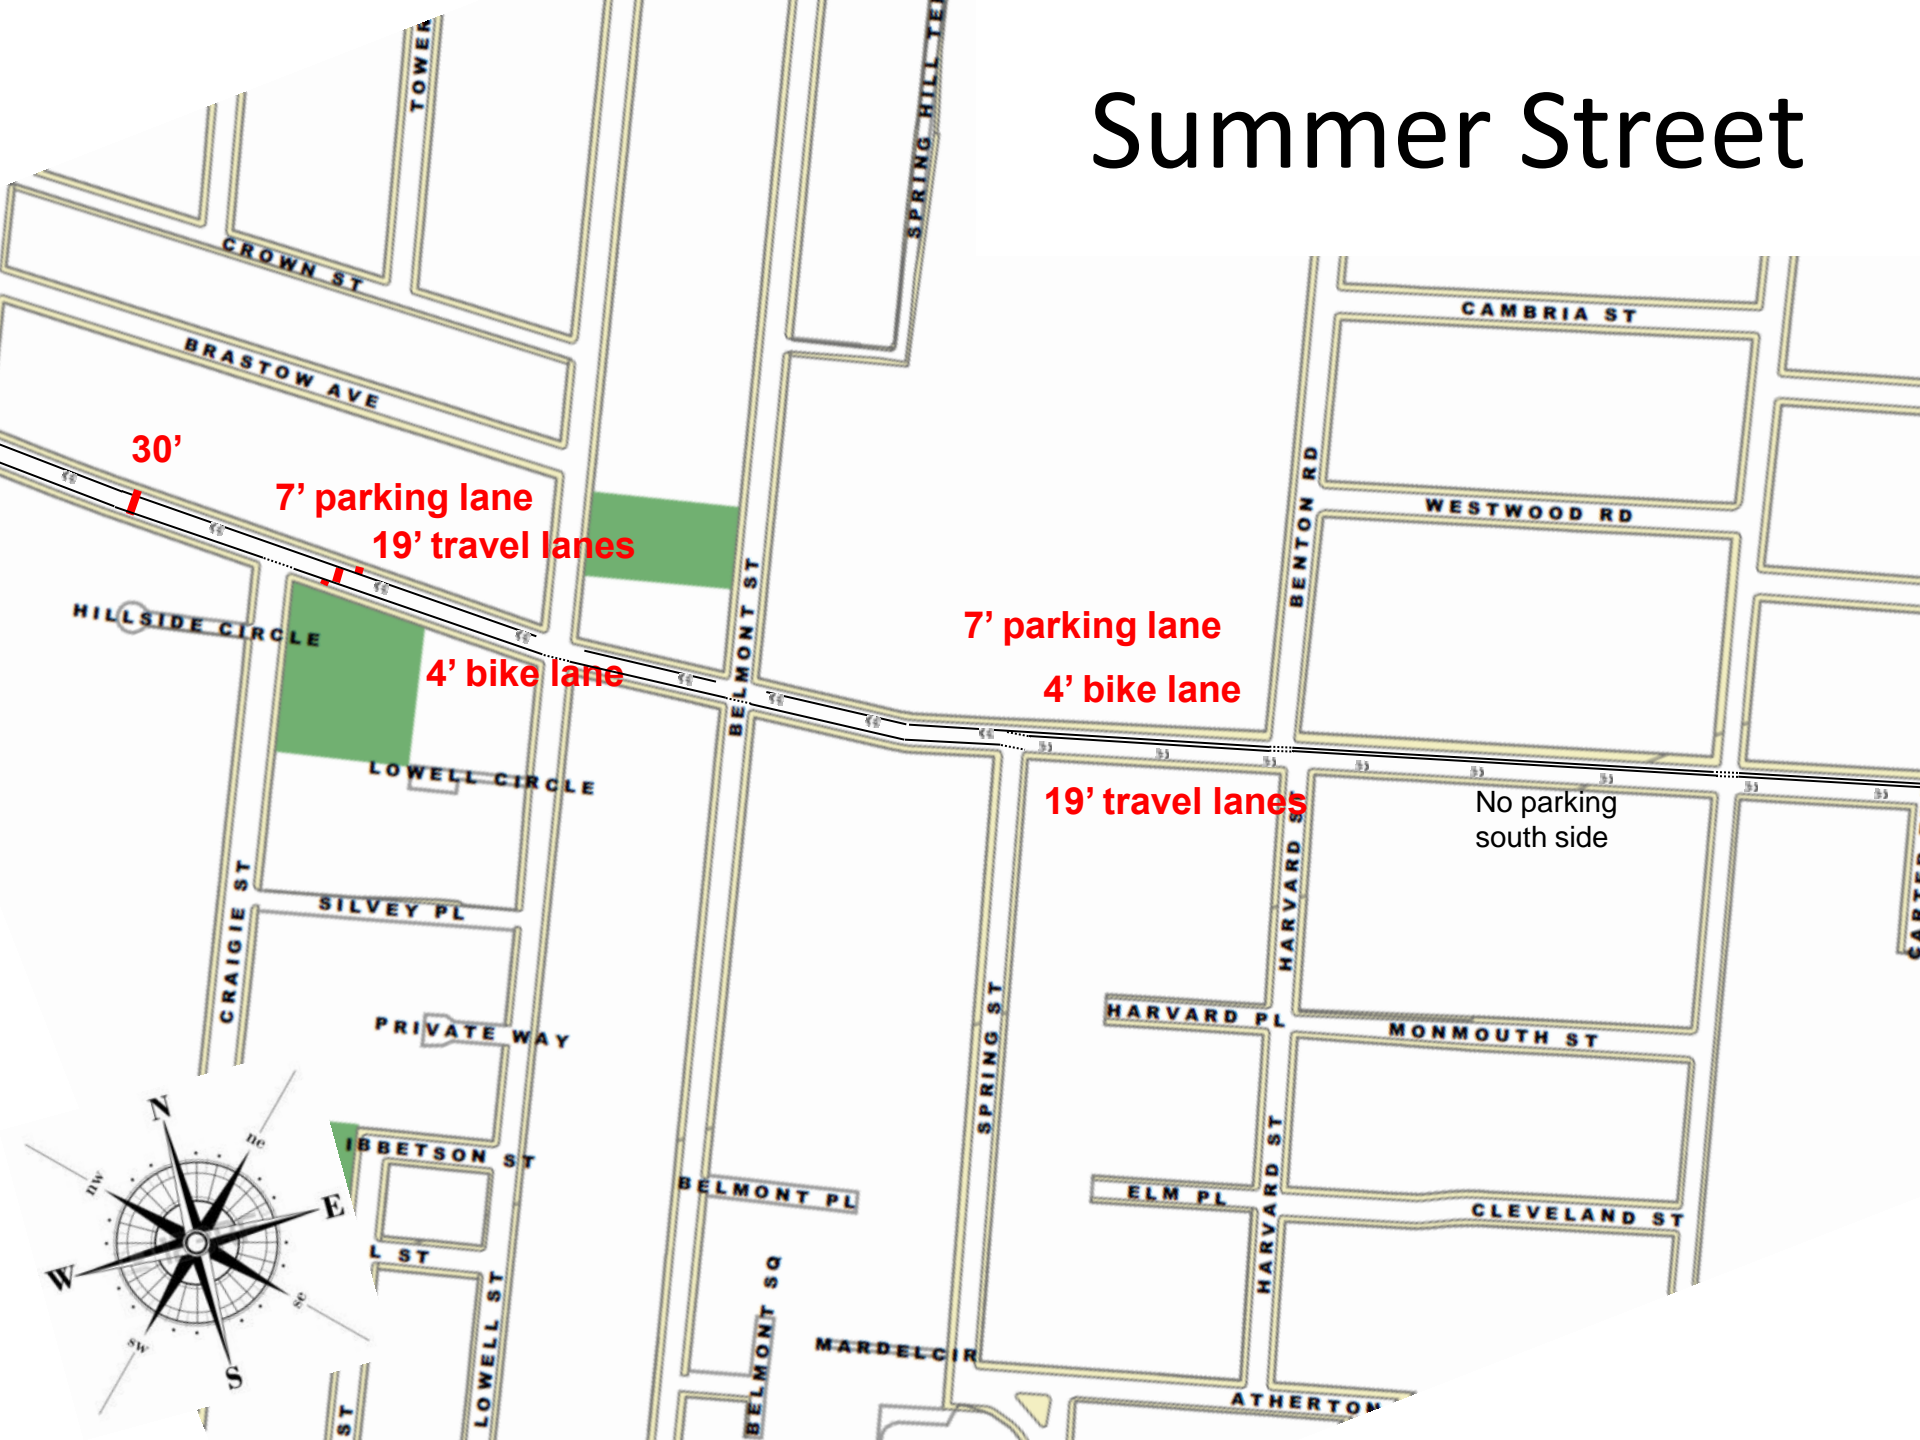 Summer Street
TOWER
SPRING HILL TE
CROWN ST
CAMBRIA ST
BRASTOW AVE
30’
7’ parking lane
19’ travel lanes
BENTON RD
WESTWOOD RD
HILLSIDE CIRCLE
BELMONT ST
7’ parking lane
4’ bike lane
4’ bike lane
LOWELL CIRCLE
19’ travel lanes
No parking
south side
HARVARD ST
CRAIGIE ST
SILVEY PL
SPRING ST
PRIVATE WAY
HARVARD PL
MONMOUTH ST
IBBETSON ST
BELMONT PL
ELM PL
HARVARD ST
CLEVELAND ST
L ST
LOWELL ST
BELMONT SQ
MARDELCIR
ATHERTON
ST
N
ne
E
se
S
sw
W
nw